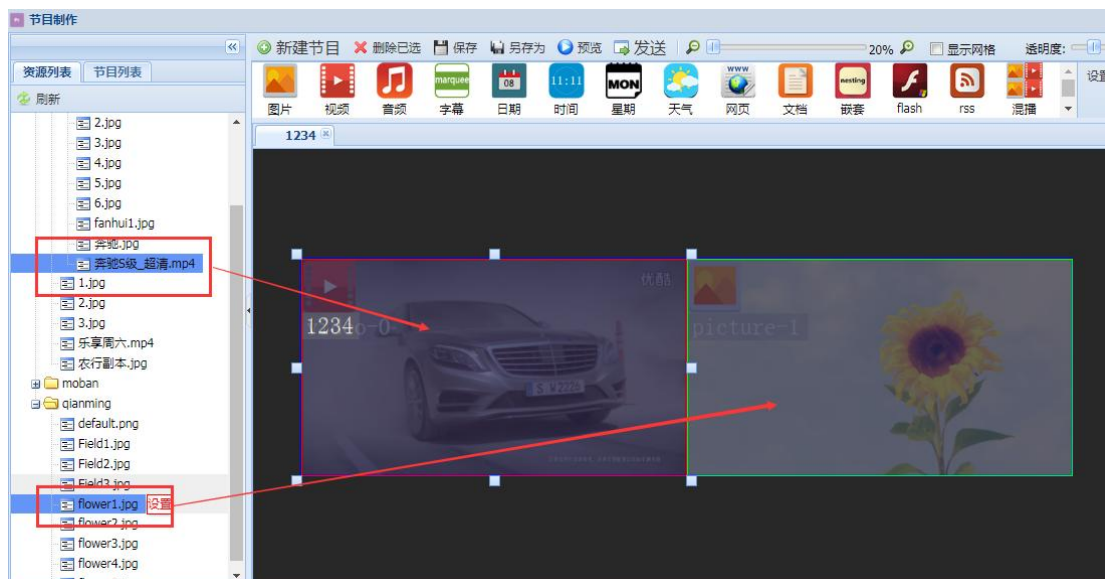 节目制作
新建节目 删除已选 保存 另存为 预览 发送 20% 显示网格 透明度:
资源列表 节目列表
刷新
marquee 08 11:11 MON WWW nesting
图片 视频 音频 字幕 日期 时间 星期 天气 网页 文档 嵌套 flash rss 混播 设置
1234
2.jpg
3.jpg
4.jpg
5.jpg
6.jpg
fanhui1.jpg
奔驰.jpg
奔驰S级_超清.mp4
1.jpg
2.jpg
3.jpg
乐享周六.mp4
农行副本.jpg
moban
qianming
default.png
Field1.jpg
Field2.jpg
Field3.jpg
flower1.jpg 设置
flower2.jpg
flower3.jpg
flower4.jpg
优酷
1234
o-0
picture-1
S W2226